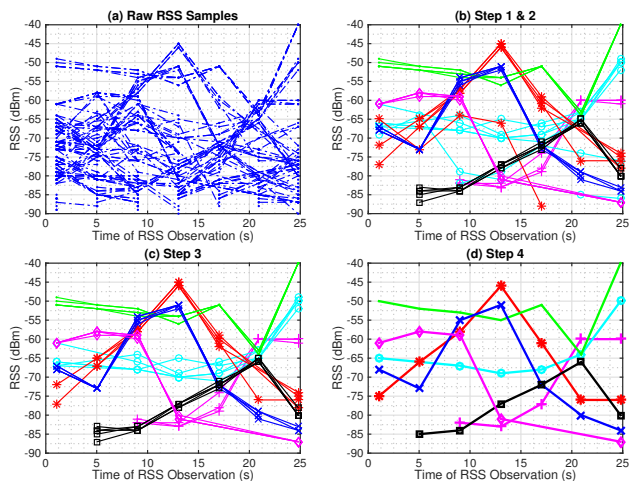 (a) Raw RSS Samples
(b) Step 1 & 2
RSS (dBm)
-40
-45
-50
-55
-60
-65
-70
-75
-80
-85
-90
0 5 10 15 20 25
Time of RSS Observation (s)
RSS (dBm)
-40
-45
-50
-55
-60
-65
-70
-75
-80
-85
-90
0 5 10 15 20 25
Time of RSS Observation (s)
(c) Step 3
(d) Step 4
RSS (dBm)
-40
-45
-50
-55
-60
-65
-70
-75
-80
-85
-90
0 5 10 15 20 25
Time of RSS Observation (s)
RSS (dBm)
-40
-45
-50
-55
-60
-65
-70
-75
-80
-85
-90
0 5 10 15 20 25
Time of RSS Observation (s)